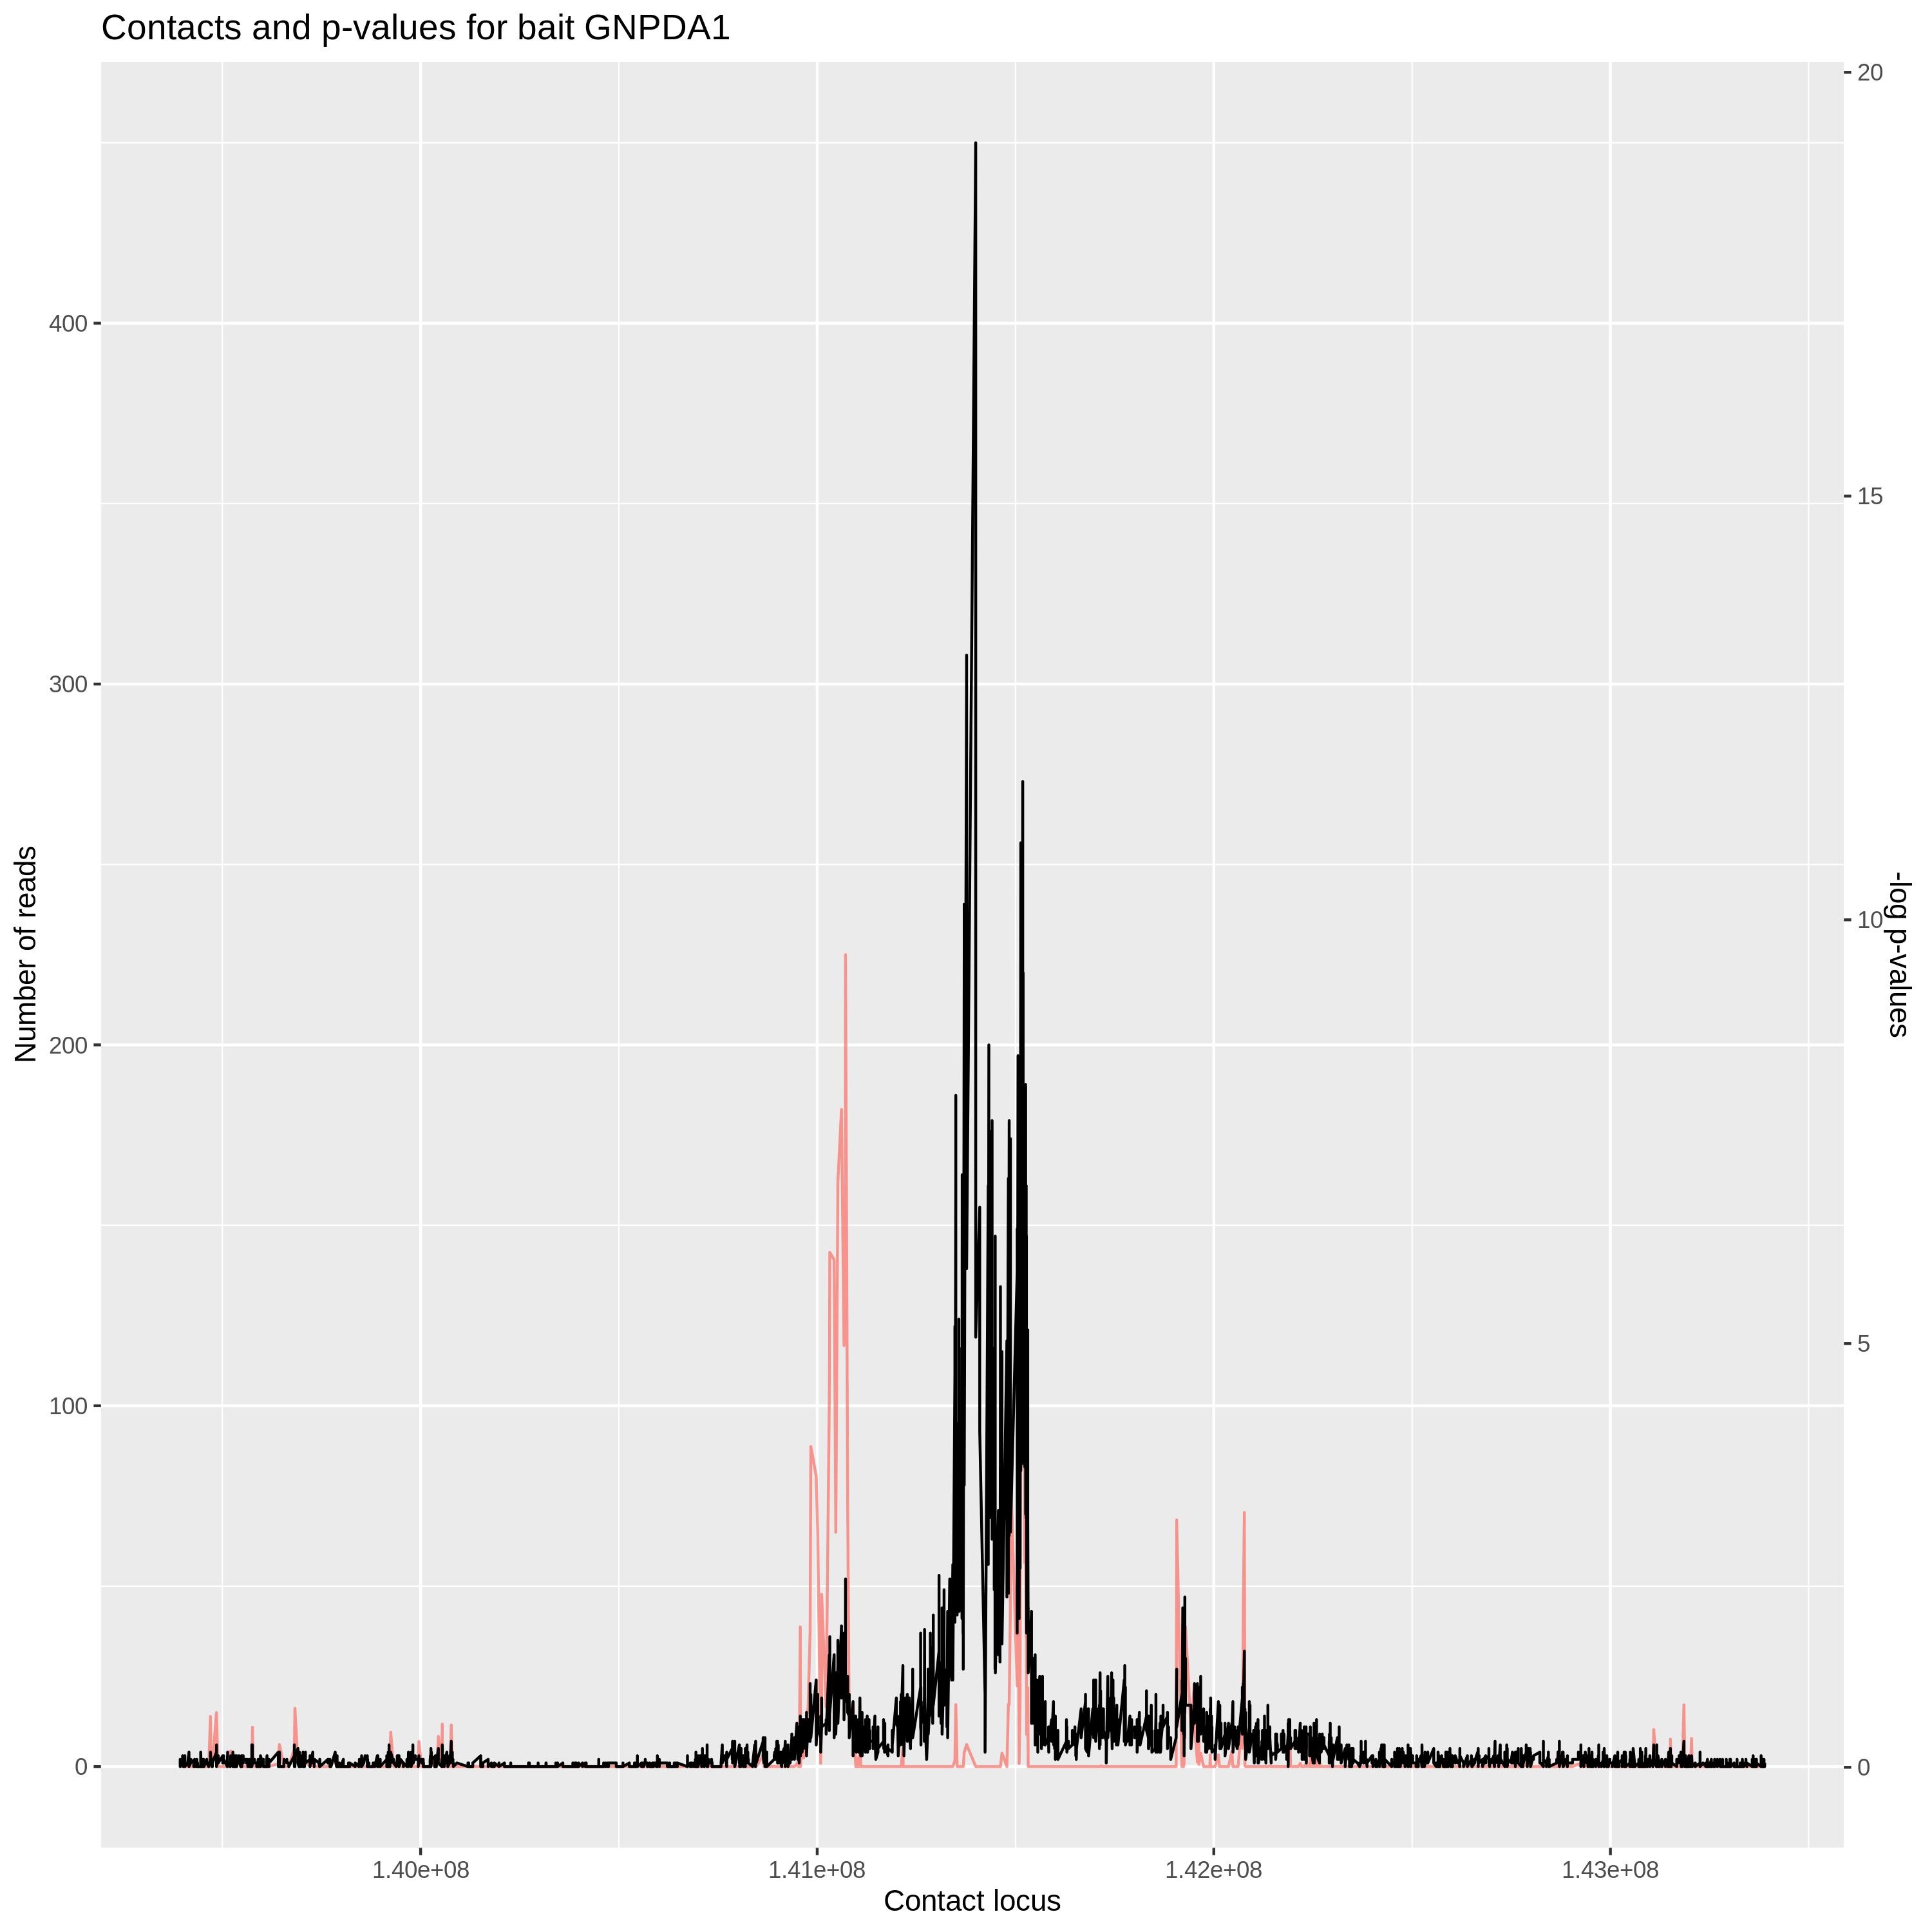 Contacts and p-values for bait GNPDA1
Number of reads
400
300
200
100
0
20
15
10
5
0
-log p-values
1.40e+08
1.41e+08
1.42e+08
1.43e+08
Contact locus